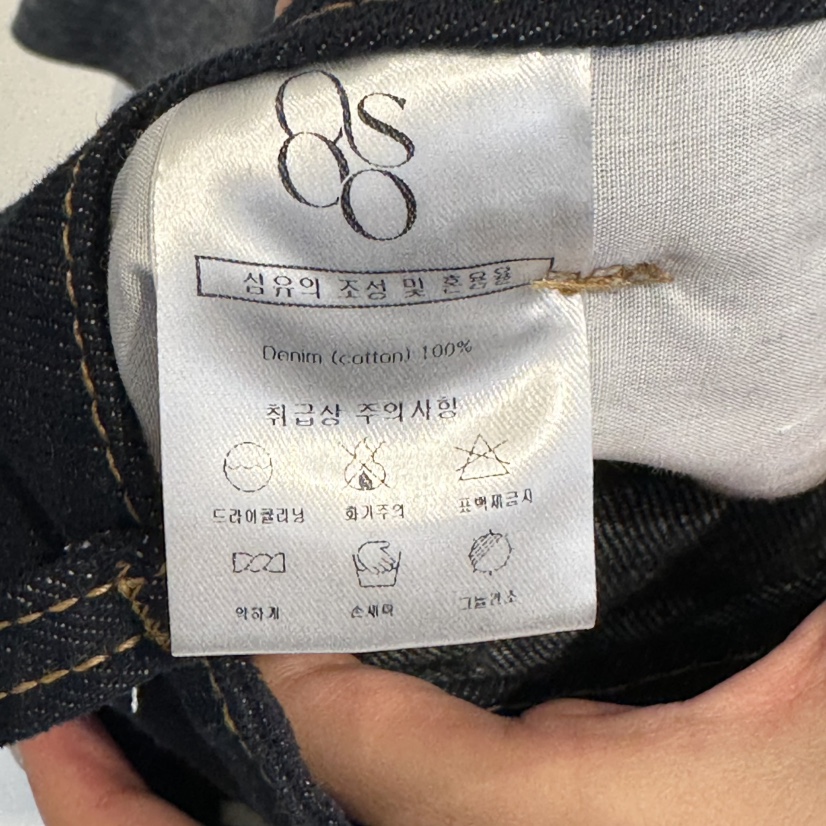 OS
OO
섬유의 조성 및 혼용율
Denim (cotton) 100%
취급상 주의사항
드라이클리닝 화기주의 표백제금지
약하게 손세탁 그늘건조